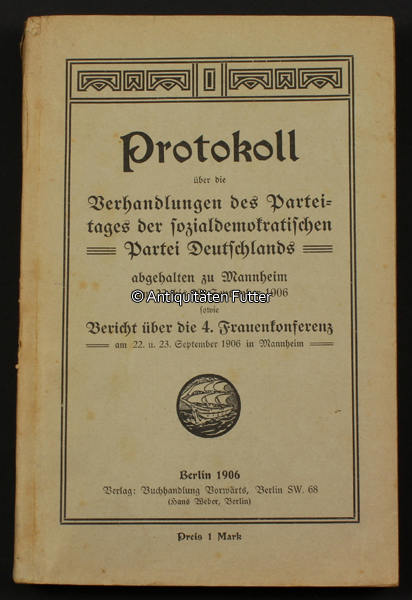 Protokoll
über die
Verhandlungen des Partei-
tages der sozialdemokratischen
Partei Deutschlands
abgehalten zu Mannheim
September 1906
© Antiquitäten Futter
sowie
Bericht über die 4. Frauenkonferenz
am 22. u. 23. September 1906 in Mannheim
Berlin 1906
Verlag: Buchhandlung Vorwärts, Berlin SW. 68
(Hans Weber, Berlin)
Preis 1 Mark